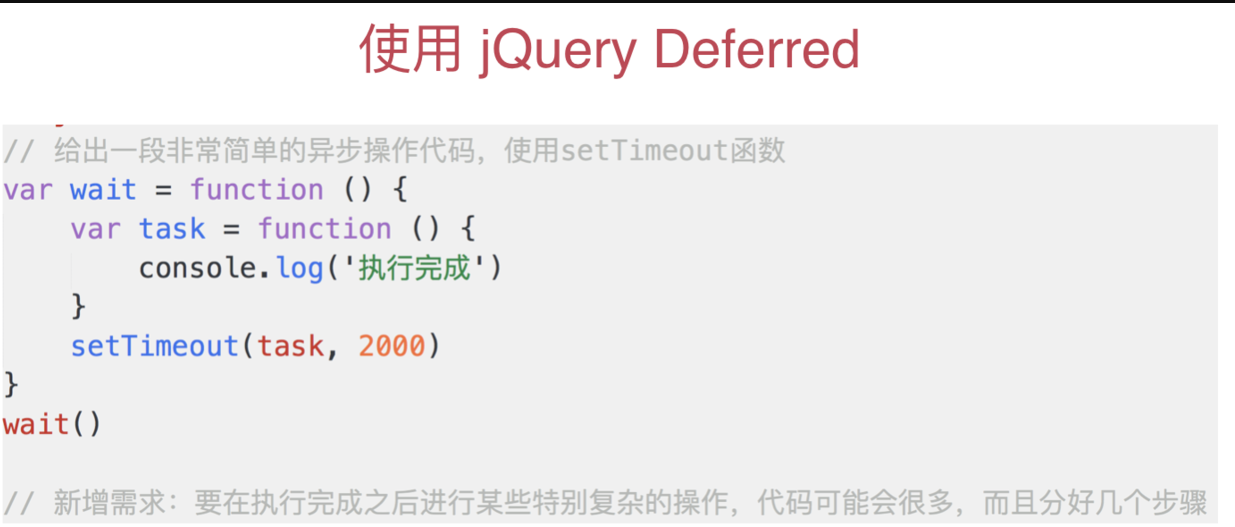 使用 jQuery Deferred
// 给出一段非常简单的异步操作代码，使用setTimeout函数
var wait = function () {
    var task = function () {
        console.log('执行完成')
    }
    setTimeout(task, 2000)
}
wait()
// 新增需求：要在执行完成之后进行某些特别复杂的操作，代码可能会很多，而且分好几个步骤